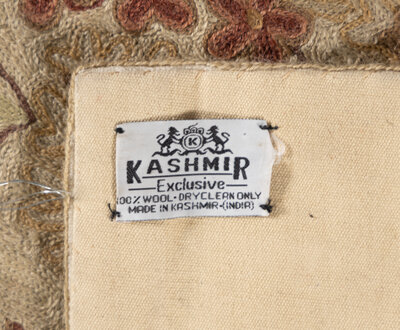 K
KASHMIR
Exclusive
100% WOOL • DRYCLEAN ONLY
MADE IN KASHMIR-(INDIA)